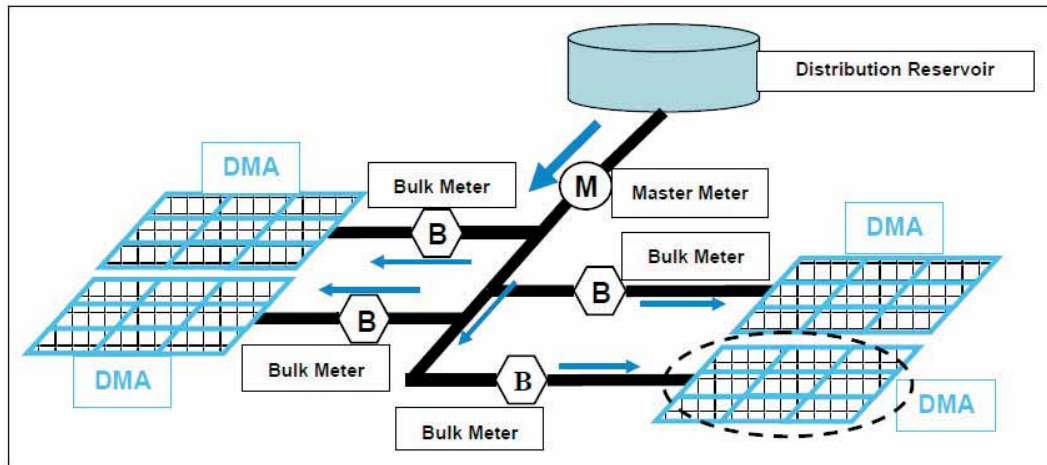 Distribution Reservoir
DMA
Bulk Meter
M
Master Meter
B
DMA
Bulk Meter
B
B
Bulk Meter
B
DMA
DMA
Bulk Meter